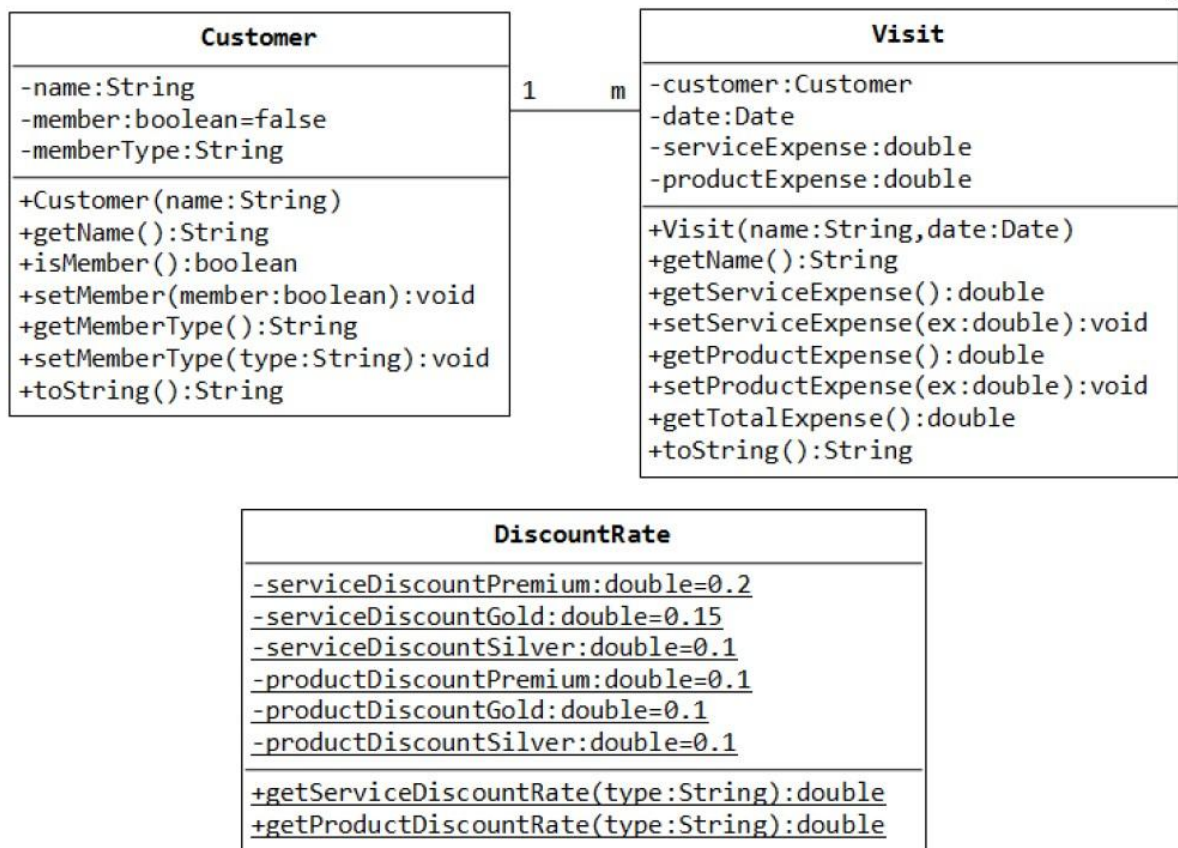 Customer
-name:String
-member:boolean=false
-memberType:String
+Customer(name:String)
+getName():String
+isMember():boolean
+setMember(member:boolean):void
+getMemberType():String
+setMemberType(type:String):void
+toString():String
1 m
Visit
-customer:Customer
-date:Date
-serviceExpense:double
-productExpense:double
+Visit(name:String,date:Date)
+getName():String
+getServiceExpense():double
+setServiceExpense(ex:double):void
+getProductExpense():double
+setProductExpense(ex:double):void
+getTotalExpense():double
+toString():String
DiscountRate
-serviceDiscountPremium:double=0.2
-serviceDiscountGold:double=0.15
-serviceDiscountSilver:double=0.1
-productDiscountPremium:double=0.1
-productDiscountGold:double=0.1
-productDiscountSilver:double=0.1
+getServiceDiscountRate(type:String):double
+getProductDiscountRate(type:String):double